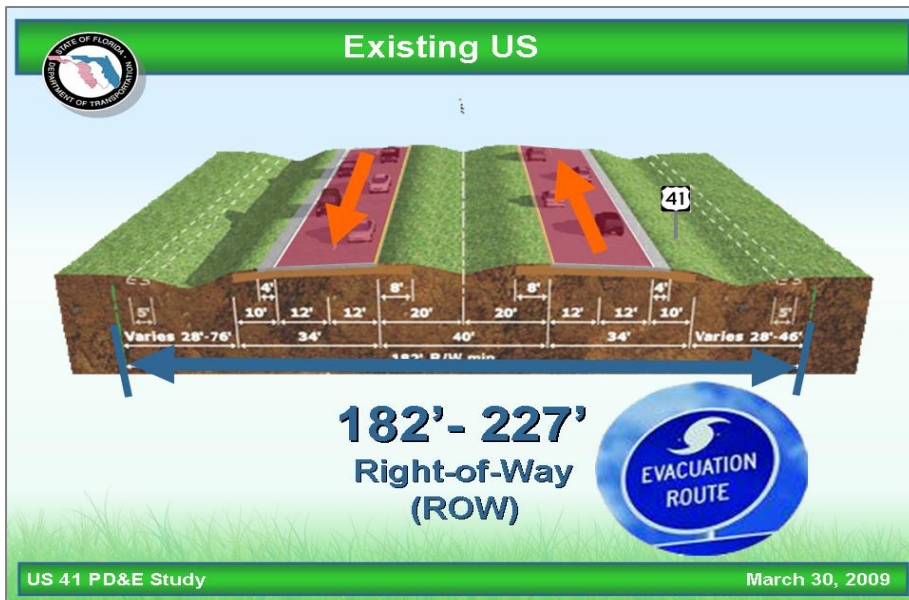 Existing US
STATE OF FLORIDA
DEPARTMENT OF TRANSPORTATION
41
4' 8' 8' 4'
5' 10' 12' 12' 20' 20' 12' 12' 10' 5'
Varies 28'-76' 34' 40' 34' Varies 28'-46'
182' R/W min
182'- 227'
Right-of-Way
(ROW)
EVACUATION
ROUTE
US 41 PD&E Study
March 30, 2009